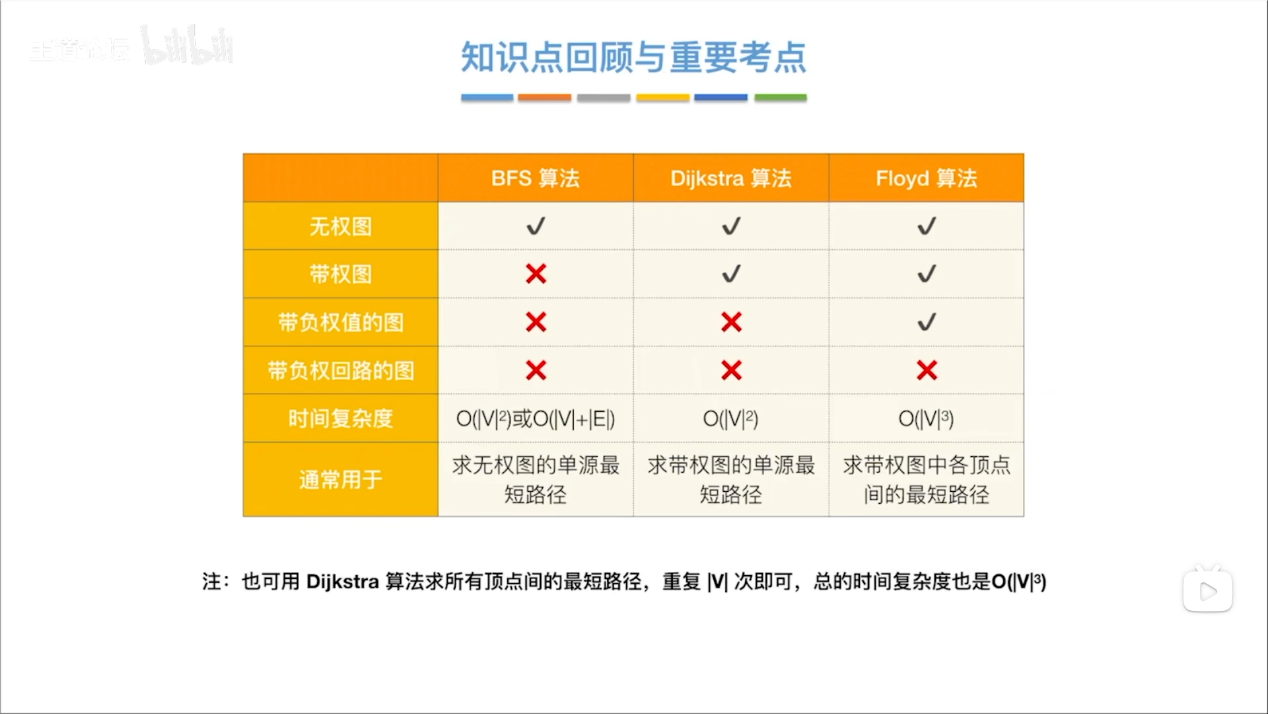 bilibili
知识点回顾与重要考点
BFS 算法 Dijkstra 算法 Floyd 算法
无权图 ✓ ✓ ✓
带权图 ❌ ✓ ✓
带负权值的图 ❌ ❌ ✓
带负权回路的图 ❌ ❌ ❌
时间复杂度 O(|V|²)或O(|V|+|E|) O(|V|²) O(|V|³)
通常用于 求无权图的单源最 求带权图的单源最 求带权图中各顶点
短路径 短路径 间的最短路径
注：也可用 Dijkstra 算法求所有顶点间的最短路径，重复 |V| 次即可，总的时间复杂度也是O(|V|³)